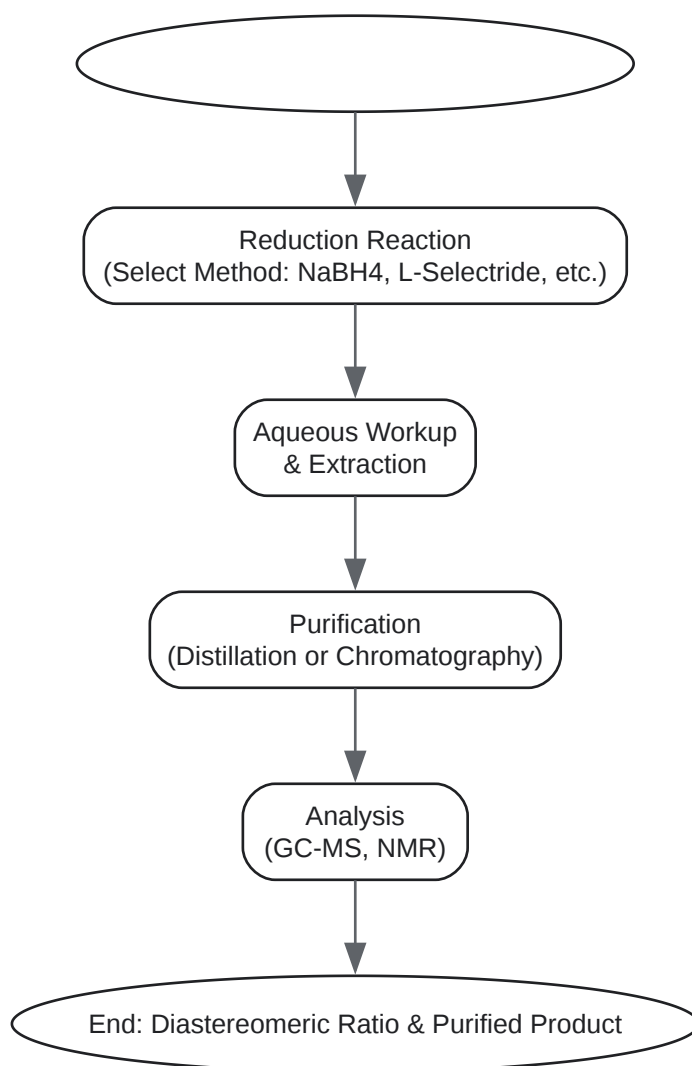 Reduction Reaction
(Select Method: NaBH4, L-Selectride, etc.)
Aqueous Workup
& Extraction
Purification
(Distillation or Chromatography)
Analysis
(GC-MS, NMR)
End: Diastereomeric Ratio & Purified Product